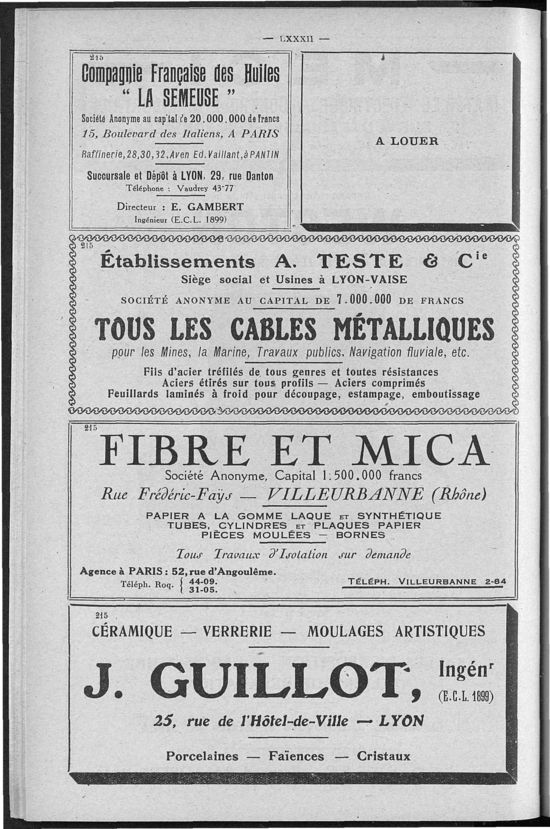 — LXXXII —
215
Compagnie Française des Huiles
“ LA SEMEUSE ”
Société Anonyme au capital de 20.000.000 de francs
15, Boulevard des Italiens, A PARIS
Raffinerie, 28, 30, 32, Aven Ed. Vaillant, à PANTIN
Succursale et Dépôt à LYON, 29, rue Danton
Téléphone : Vaudrey 43-77
Directeur : E. GAMBERT
Ingénieur (E.C.L. 1899)
A LOUER
215
Établissements A. TESTE & Cie
Siège social et Usines à LYON-VAISE
SOCIÉTÉ ANONYME AU CAPITAL DE 7.000.000 DE FRANCS
TOUS LES CABLES MÉTALLIQUES
pour les Mines, la Marine, Travaux publics, Navigation fluviale, etc.
Fils d'acier tréfilés de tous genres et toutes résistances
Aciers étirés sur tous profils — Aciers comprimés
Feuillards laminés à froid pour découpage, estampage, emboutissage
215
FIBRE ET MICA
Société Anonyme, Capital 1.500.000 francs
Rue Frédéric-Faÿs — VILLEURBANNE (Rhône)
PAPIER A LA GOMME LAQUE ET SYNTHÉTIQUE
TUBES, CYLINDRES ET PLAQUES PAPIER
PIÈCES MOULÉES — BORNES
Tous Travaux d'Isolation sur demande
Agence à PARIS : 52, rue d'Angoulême.
Téléph. Roq. { 44-09. 31-05.
TÉLÉPH. VILLEURBANNE 2-64
215
CÉRAMIQUE — VERRERIE — MOULAGES ARTISTIQUES
J. GUILLOT, Ingénr
(E.C.L. 1899)
25, rue de l'Hôtel-de-Ville — LYON
Porcelaines — Faïences — Cristaux